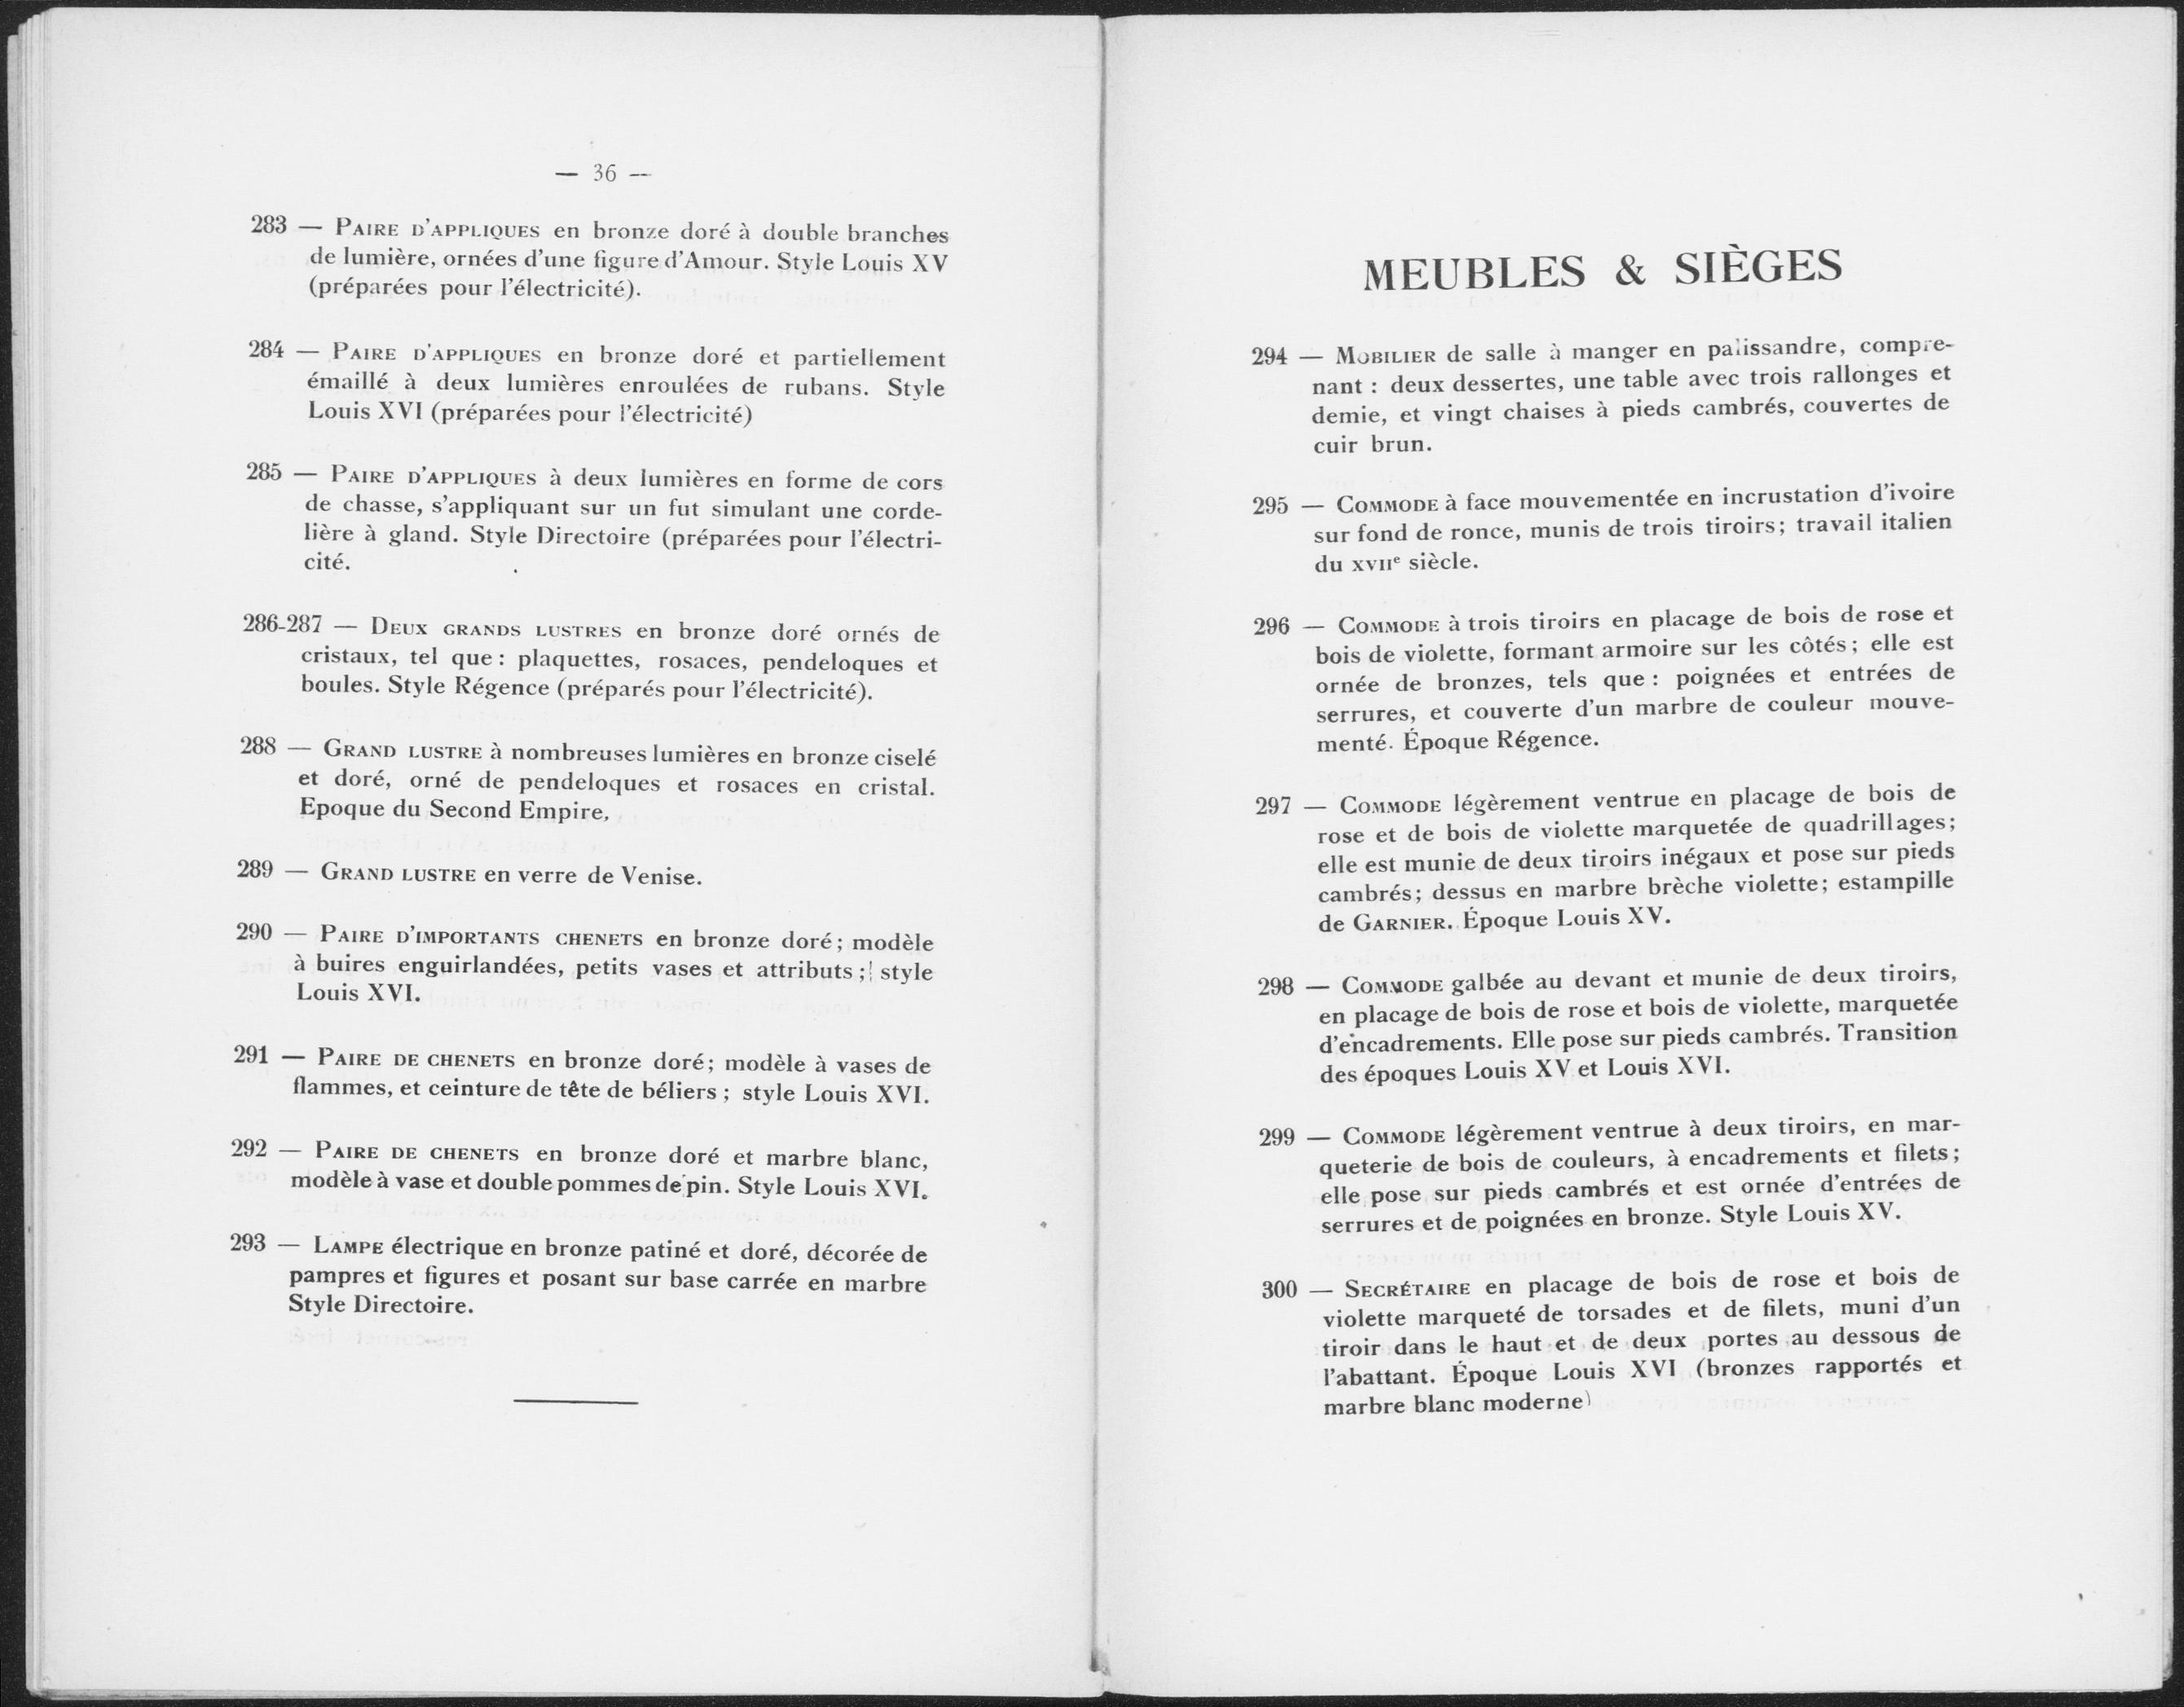 — 36 —
283 — PAIRE D'APPLIQUES en bronze doré à double branches
de lumière, ornées d'une figure d'Amour. Style Louis XV
(préparées pour l'électricité).
284 — PAIRE D'APPLIQUES en bronze doré et partiellement
émaillé à deux lumières enroulées de rubans. Style
Louis XVI (préparées pour l'électricité)
285 — PAIRE D'APPLIQUES à deux lumières en forme de cors
de chasse, s'appliquant sur un fut simulant une corde-
lière à gland. Style Directoire (préparées pour l'électri-
cité.
286-287 — DEUX GRANDS LUSTRES en bronze doré ornés de
cristaux, tel que : plaquettes, rosaces, pendeloques et
boules. Style Régence (préparés pour l'électricité).
288 — GRAND LUSTRE à nombreuses lumières en bronze ciselé
et doré, orné de pendeloques et rosaces en cristal.
Epoque du Second Empire,
289 — GRAND LUSTRE en verre de Venise.
290 — PAIRE D'IMPORTANTS CHENETS en bronze doré ; modèle
à buires enguirlandées, petits vases et attributs ; style
Louis XVI.
291 — PAIRE DE CHENETS en bronze doré ; modèle à vases de
flammes, et ceinture de tête de béliers ; style Louis XVI.
292 — PAIRE DE CHENETS en bronze doré et marbre blanc,
modèle à vase et double pommes de pin. Style Louis XVI.
293 — LAMPE électrique en bronze patiné et doré, décorée de
pampres et figures et posant sur base carrée en marbre
Style Directoire.
MEUBLES & SIÈGES
294 — MOBILIER de salle à manger en palissandre, compre-
nant : deux dessertes, une table avec trois rallonges et
demie, et vingt chaises à pieds cambrés, couvertes de
cuir brun.
295 — COMMODE à face mouvementée en incrustation d'ivoire
sur fond de ronce, munis de trois tiroirs ; travail italien
du XVIIe siècle.
296 — COMMODE à trois tiroirs en placage de bois de rose et
bois de violette, formant armoire sur les côtés ; elle est
ornée de bronzes, tels que : poignées et entrées de
serrures, et couverte d'un marbre de couleur mouve-
menté. Époque Régence.
297 — COMMODE légèrement ventrue en placage de bois de
rose et de bois de violette marquetée de quadrillages ;
elle est munie de deux tiroirs inégaux et pose sur pieds
cambrés ; dessus en marbre brèche violette ; estampille
de GARNIER. Époque Louis XV.
298 — COMMODE galbée au devant et munie de deux tiroirs,
en placage de bois de rose et bois de violette, marquetée
d'encadrements. Elle pose sur pieds cambrés. Transition
des époques Louis XV et Louis XVI.
299 — COMMODE légèrement ventrue à deux tiroirs, en mar-
queterie de bois de couleurs, à encadrements et filets ;
elle pose sur pieds cambrés et est ornée d'entrées de
serrures et de poignées en bronze. Style Louis XV.
300 — SECRÉTAIRE en placage de bois de rose et bois de
violette marqueté de torsades et de filets, muni d'un
tiroir dans le haut et de deux portes au dessous de
l'abattant. Époque Louis XVI (bronzes rapportés et
marbre blanc moderne)